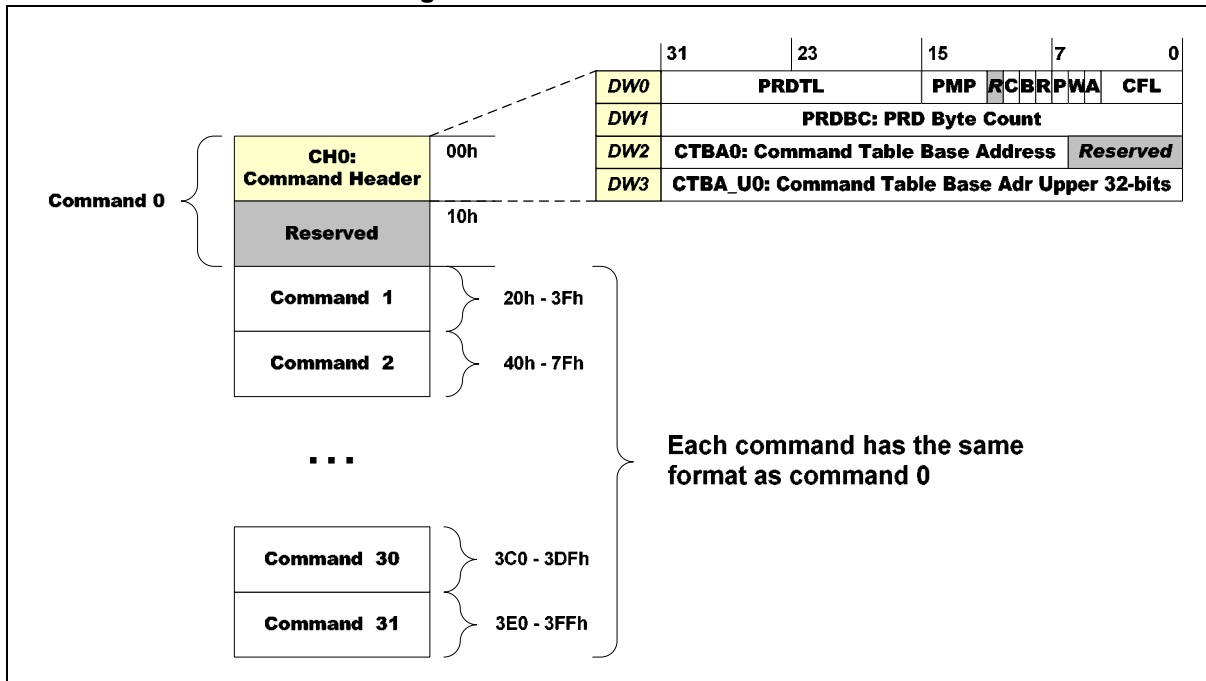 31 23 15 7 0
DW0 PRDTL PMP R C B R P W A CFL
DW1 PRDBC: PRD Byte Count
DW2 CTBA0: Command Table Base Address Reserved
DW3 CTBA_U0: Command Table Base Adr Upper 32-bits
Command 0
CH0:
Command Header
00h
Reserved
10h
Command 1
20h - 3Fh
Command 2
40h - 7Fh
...
Each command has the same
format as command 0
Command 30
3C0 - 3DFh
Command 31
3E0 - 3FFh